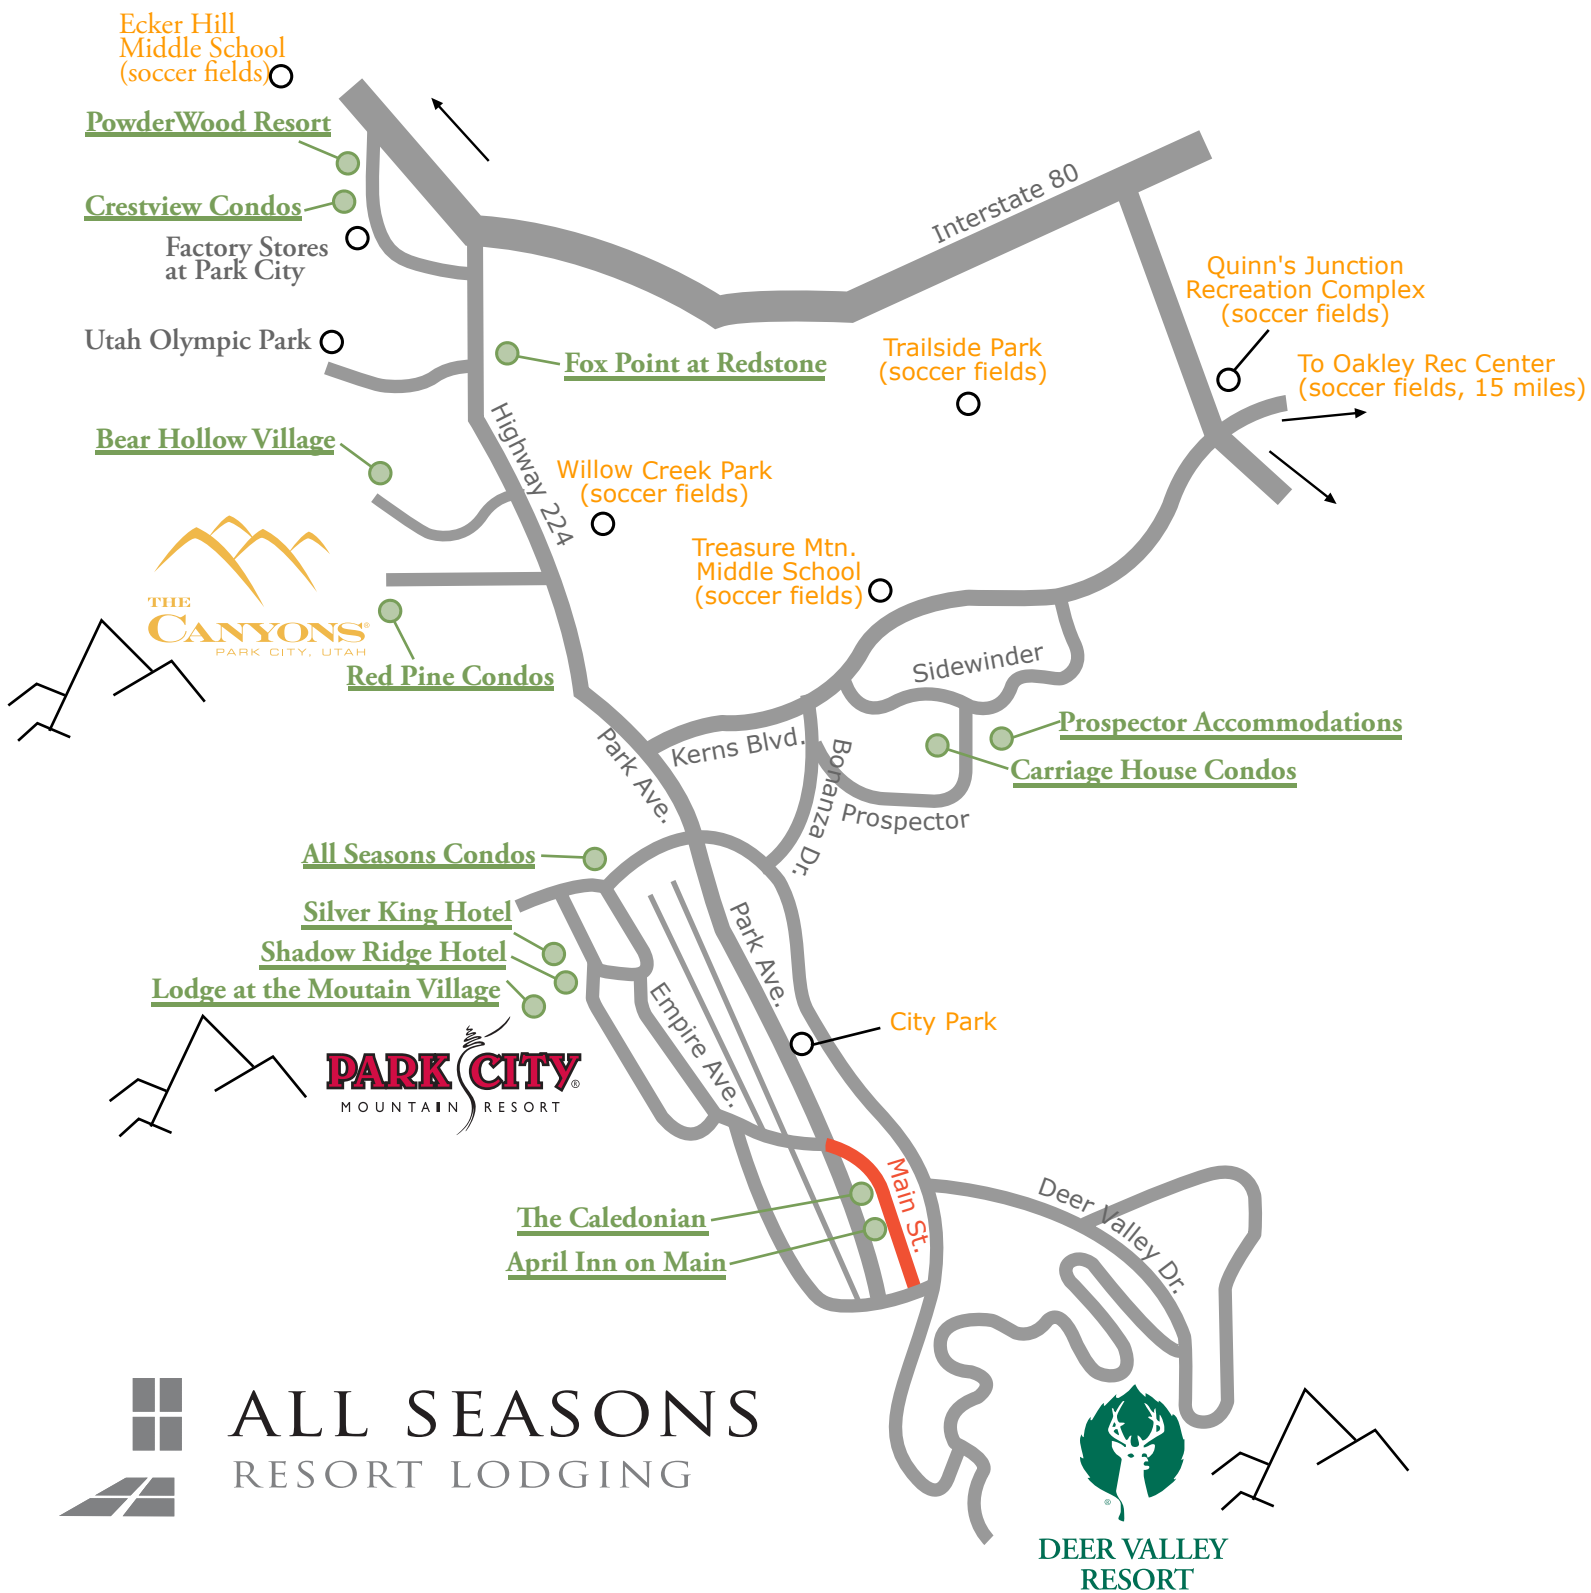 Ecker Hill
Middle School
(soccer fields)
PowderWood Resort
Crestview Condos
Factory Stores
at Park City
Interstate 80
Quinn's Junction
Recreation Complex
(soccer fields)
Utah Olympic Park
Fox Point at Redstone
Trailside Park
(soccer fields)
To Oakley Rec Center
(soccer fields, 15 miles)
Bear Hollow Village
Highway 224
Willow Creek Park
(soccer fields)
Treasure Mtn.
Middle School
(soccer fields)
THE
CANYONS®
PARK CITY, UTAH
Red Pine Condos
Sidewinder
Prospector Accommodations
Carriage House Condos
Kerns Blvd.
Park Ave.
Bonanza Dr.
Prospector
All Seasons Condos
Silver King Hotel
Shadow Ridge Hotel
Lodge at the Moutain Village
Park Ave.
Empire Ave.
City Park
PARK CITY®
MOUNTAIN RESORT
Main St.
Deer Valley Dr.
The Caledonian
April Inn on Main
ALL SEASONS
RESORT LODGING
®
DEER VALLEY
RESORT